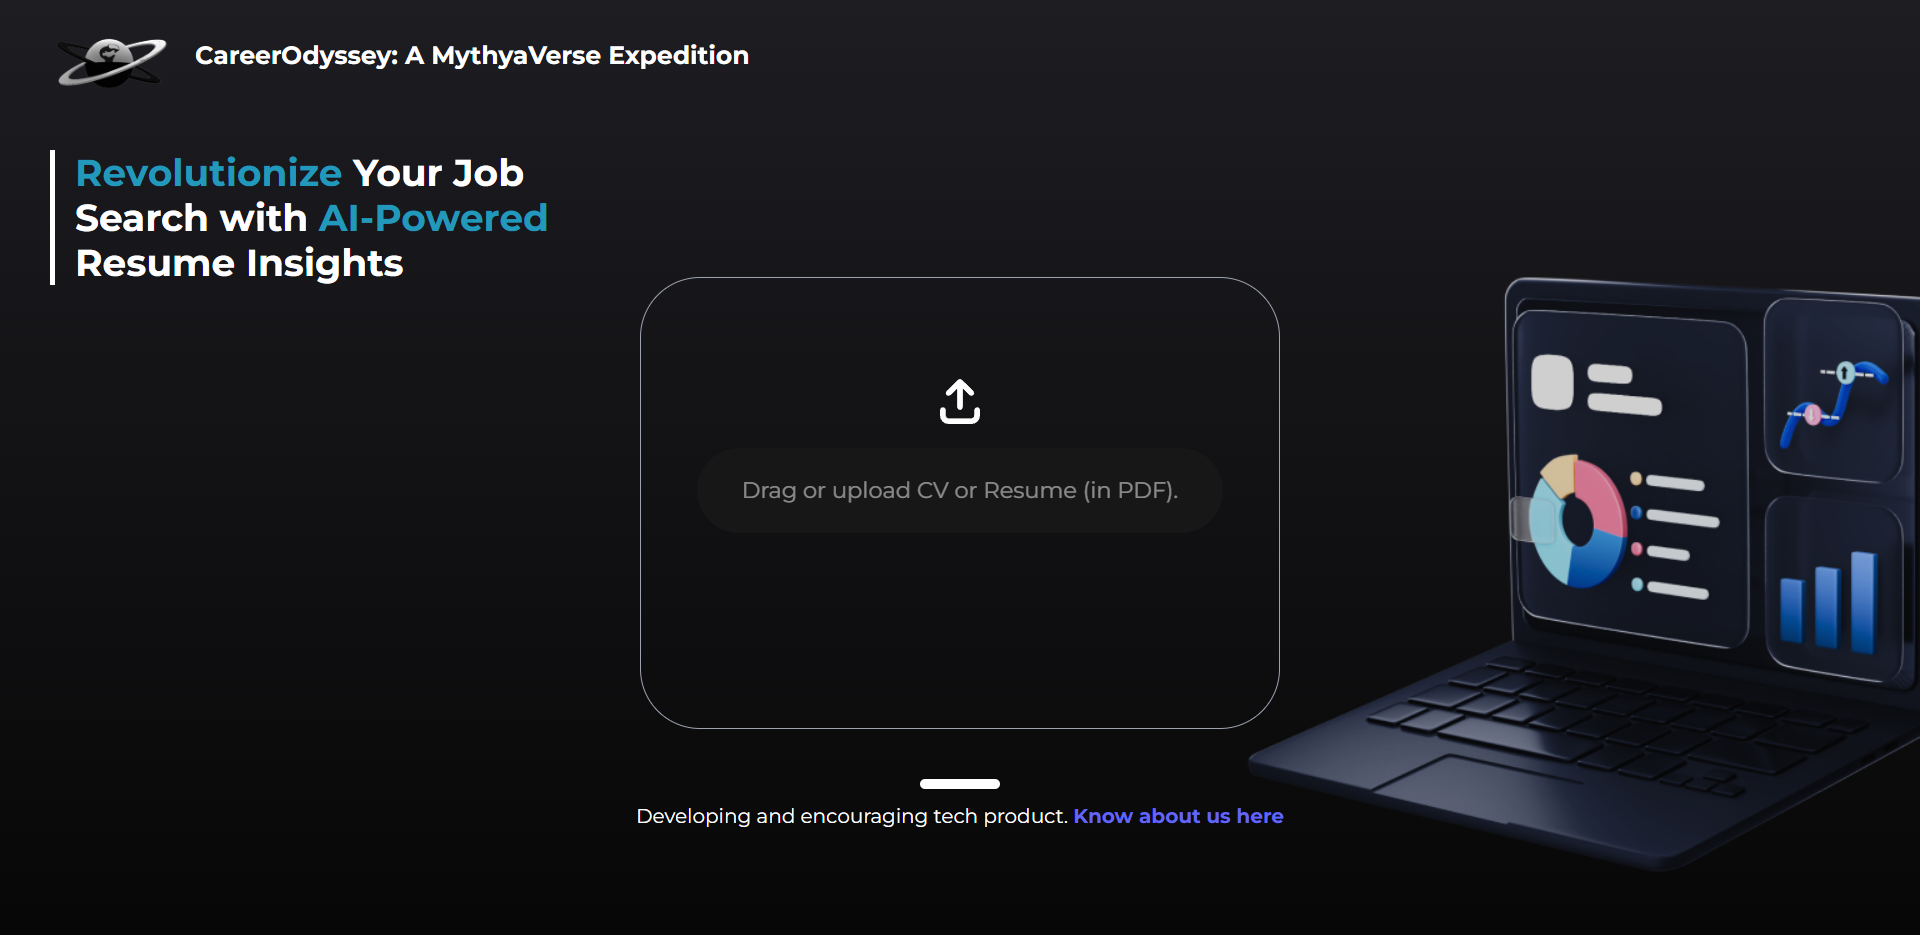 CareerOdyssey: A MythyaVerse Expedition
Revolutionize Your Job
Search with AI-Powered
Resume Insights
Drag or upload CV or Resume (in PDF).
Developing and encouraging tech product. Know about us here